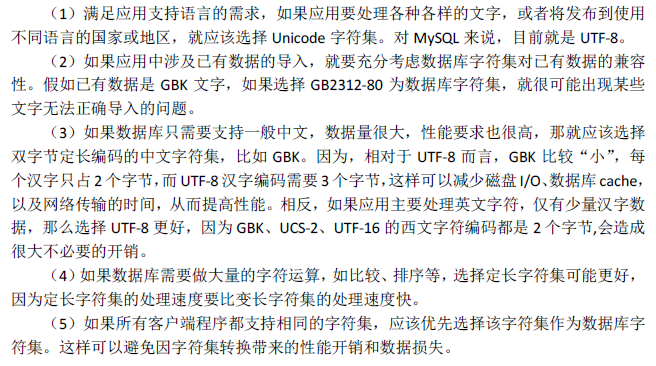 （1）满足应用支持语言的需求，如果应用要处理各种各样的文字，或者将发布到使用
不同语言的国家或地区，就应该选择 Unicode 字符集。对 MySQL 来说，目前就是 UTF-8。
（2）如果应用中涉及已有数据的导入，就要充分考虑数据库字符集对已有数据的兼容
性。假如已有数据是 GBK 文字，如果选择 GB2312-80 为数据库字符集，就很可能出现某些
文字无法正确导入的问题。
（3）如果数据库只需要支持一般中文，数据量很大，性能要求也很高，那就应该选择
双字节定长编码的中文字符集，比如 GBK。因为，相对于 UTF-8 而言，GBK 比较“小”，每
个汉字只占 2 个字节，而 UTF-8 汉字编码需要 3 个字节，这样可以减少磁盘 I/O、数据库 cache，
以及网络传输的时间，从而提高性能。相反，如果应用主要处理英文字符，仅有少量汉字数
据，那么选择 UTF-8 更好，因为 GBK、UCS-2、UTF-16 的西文字符编码都是 2 个字节,会造成
很大不必要的开销。
（4）如果数据库需要做大量的字符运算，如比较、排序等，选择定长字符集可能更好，
因为定长字符集的处理速度要比变长字符集的处理速度快。
（5）如果所有客户端程序都支持相同的字符集，应该优先选择该字符集作为数据库字
符集。这样可以避免因字符集转换带来的性能开销和数据损失。